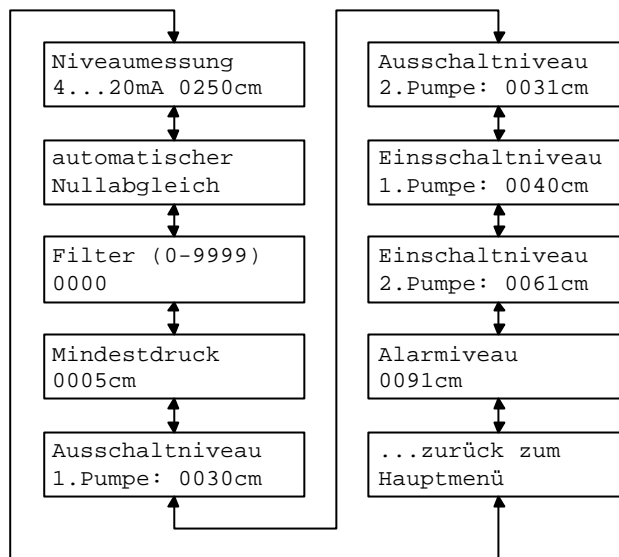 Niveaumessung
4...20mA 0250cm
automatischer
Nullabgleich
Filter (0-9999)
0000
Mindestdruck
0005cm
Ausschaltniveau
1.Pumpe: 0030cm
Ausschaltniveau
2.Pumpe: 0031cm
Einsschaltniveau
1.Pumpe: 0040cm
Einschaltniveau
2.Pumpe: 0061cm
Alarmiveau
0091cm
...zurück zum
Hauptmenü